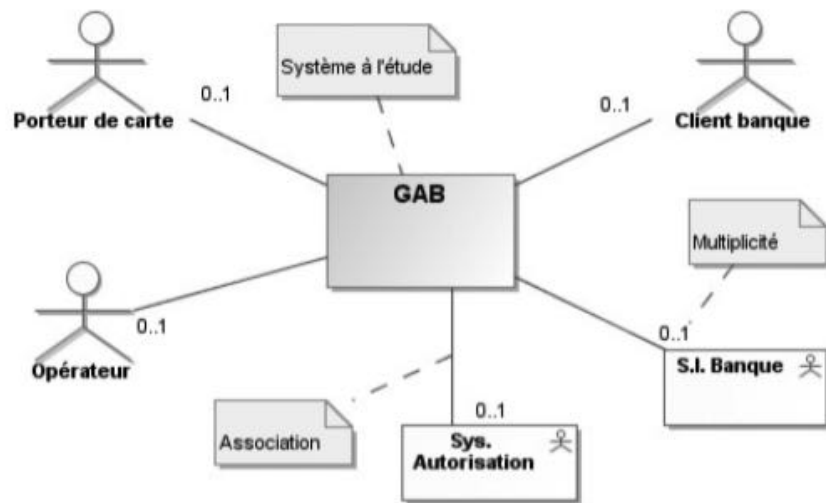 Système à l'étude
0..1
0..1
Porteur de carte
Client banque
GAB
Multiplicité
0..1
0..1
Opérateur
S.I. Banque
0..1
Association
Sys.
Autorisation